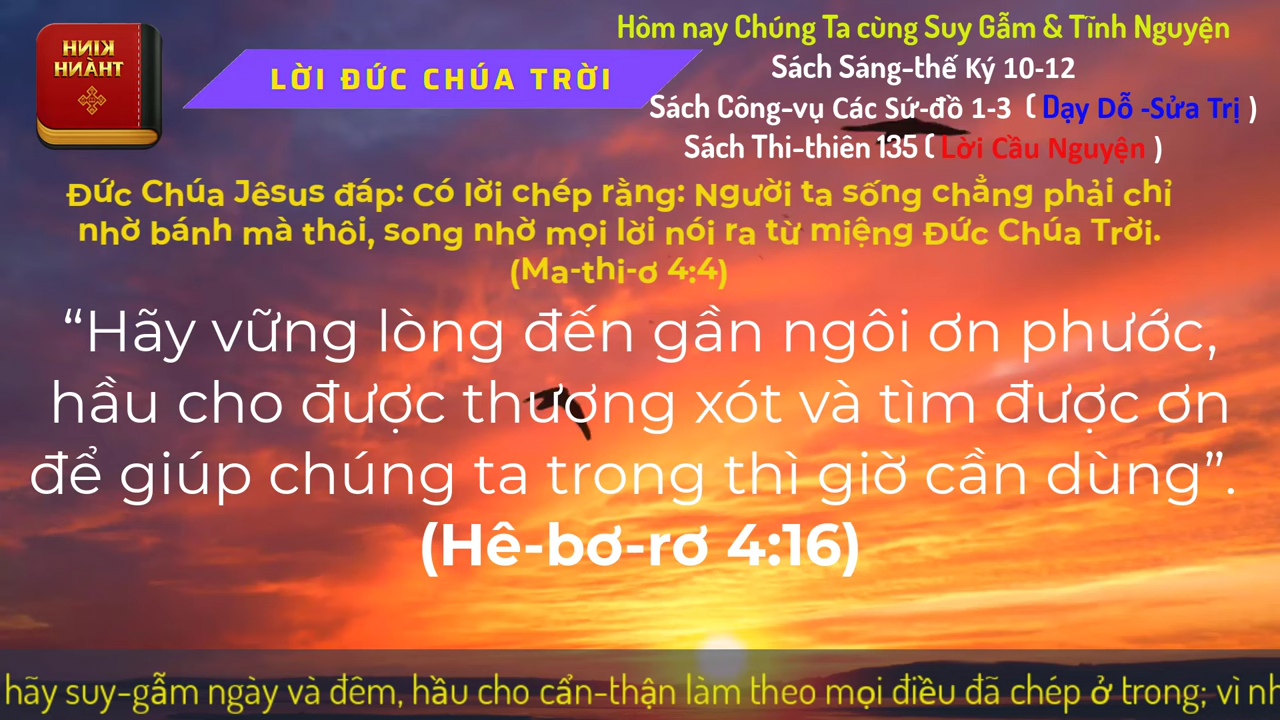 KINH
THÁNH
LỜI ĐỨC CHÚA TRỜI
Hôm nay Chúng Ta cùng Suy Gẫm & Tĩnh Nguyện
Sách Sáng-thế Ký 10-12
Sách Công-vụ Các Sứ-đồ 1-3 ( Dạy Dỗ -Sửa Trị )
Sách Thi-thiên 135 ( Lời Cầu Nguyện )
Đức Chúa Jêsus đáp: Có lời chép rằng: Người ta sống chẳng phải chỉ
nhờ bánh mà thôi, song nhờ mọi lời nói ra từ miệng Đức Chúa Trời.
(Ma-thi-ơ 4:4)
“Hãy vững lòng đến gần ngôi ơn phước,
hầu cho được thương xót và tìm được ơn
để giúp chúng ta trong thì giờ cần dùng”.
(Hê-bơ-rơ 4:16)
hãy suy-gẫm ngày và đêm, hầu cho cẩn-thận làm theo mọi điều đã chép ở trong; vì nh